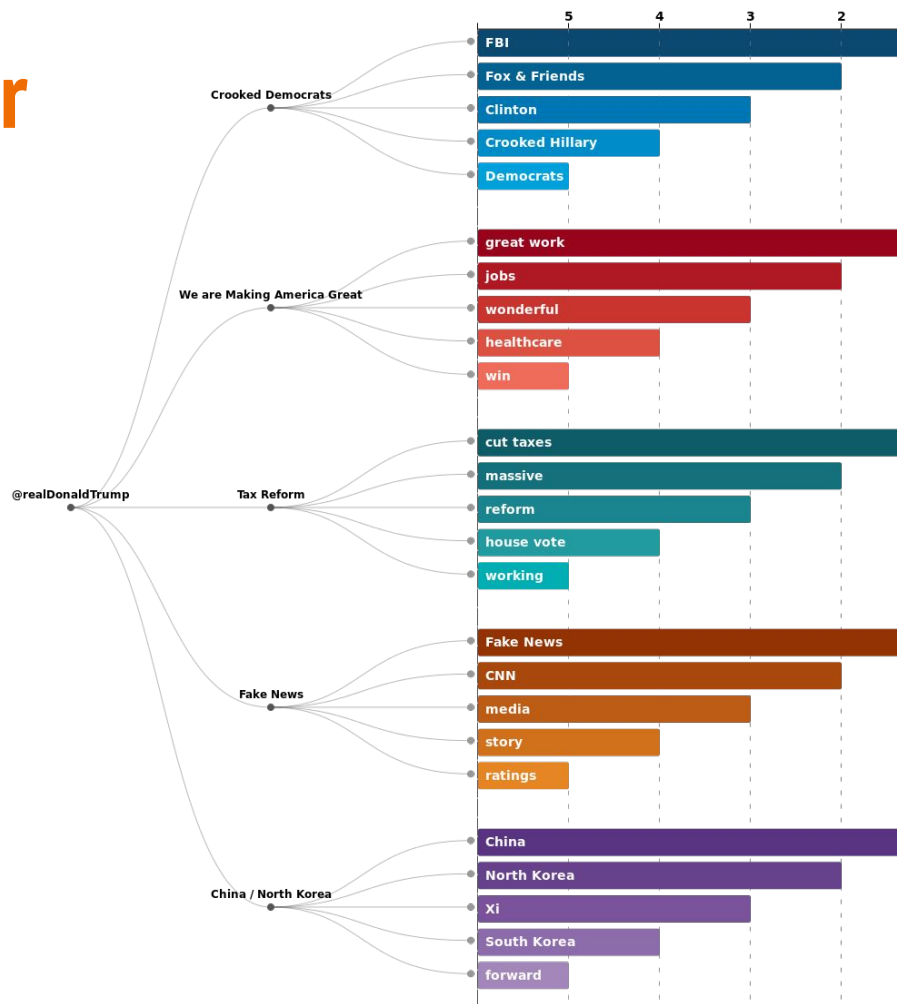 5 4 3 2
r
FBI
Fox & Friends
Crooked Democrats
Clinton
Crooked Hillary
Democrats
great work
jobs
We are Making America Great
wonderful
healthcare
win
cut taxes
massive
@realDonaldTrump
Tax Reform
reform
house vote
working
Fake News
CNN
Fake News
media
story
ratings
China
North Korea
China / North Korea
Xi
South Korea
forward